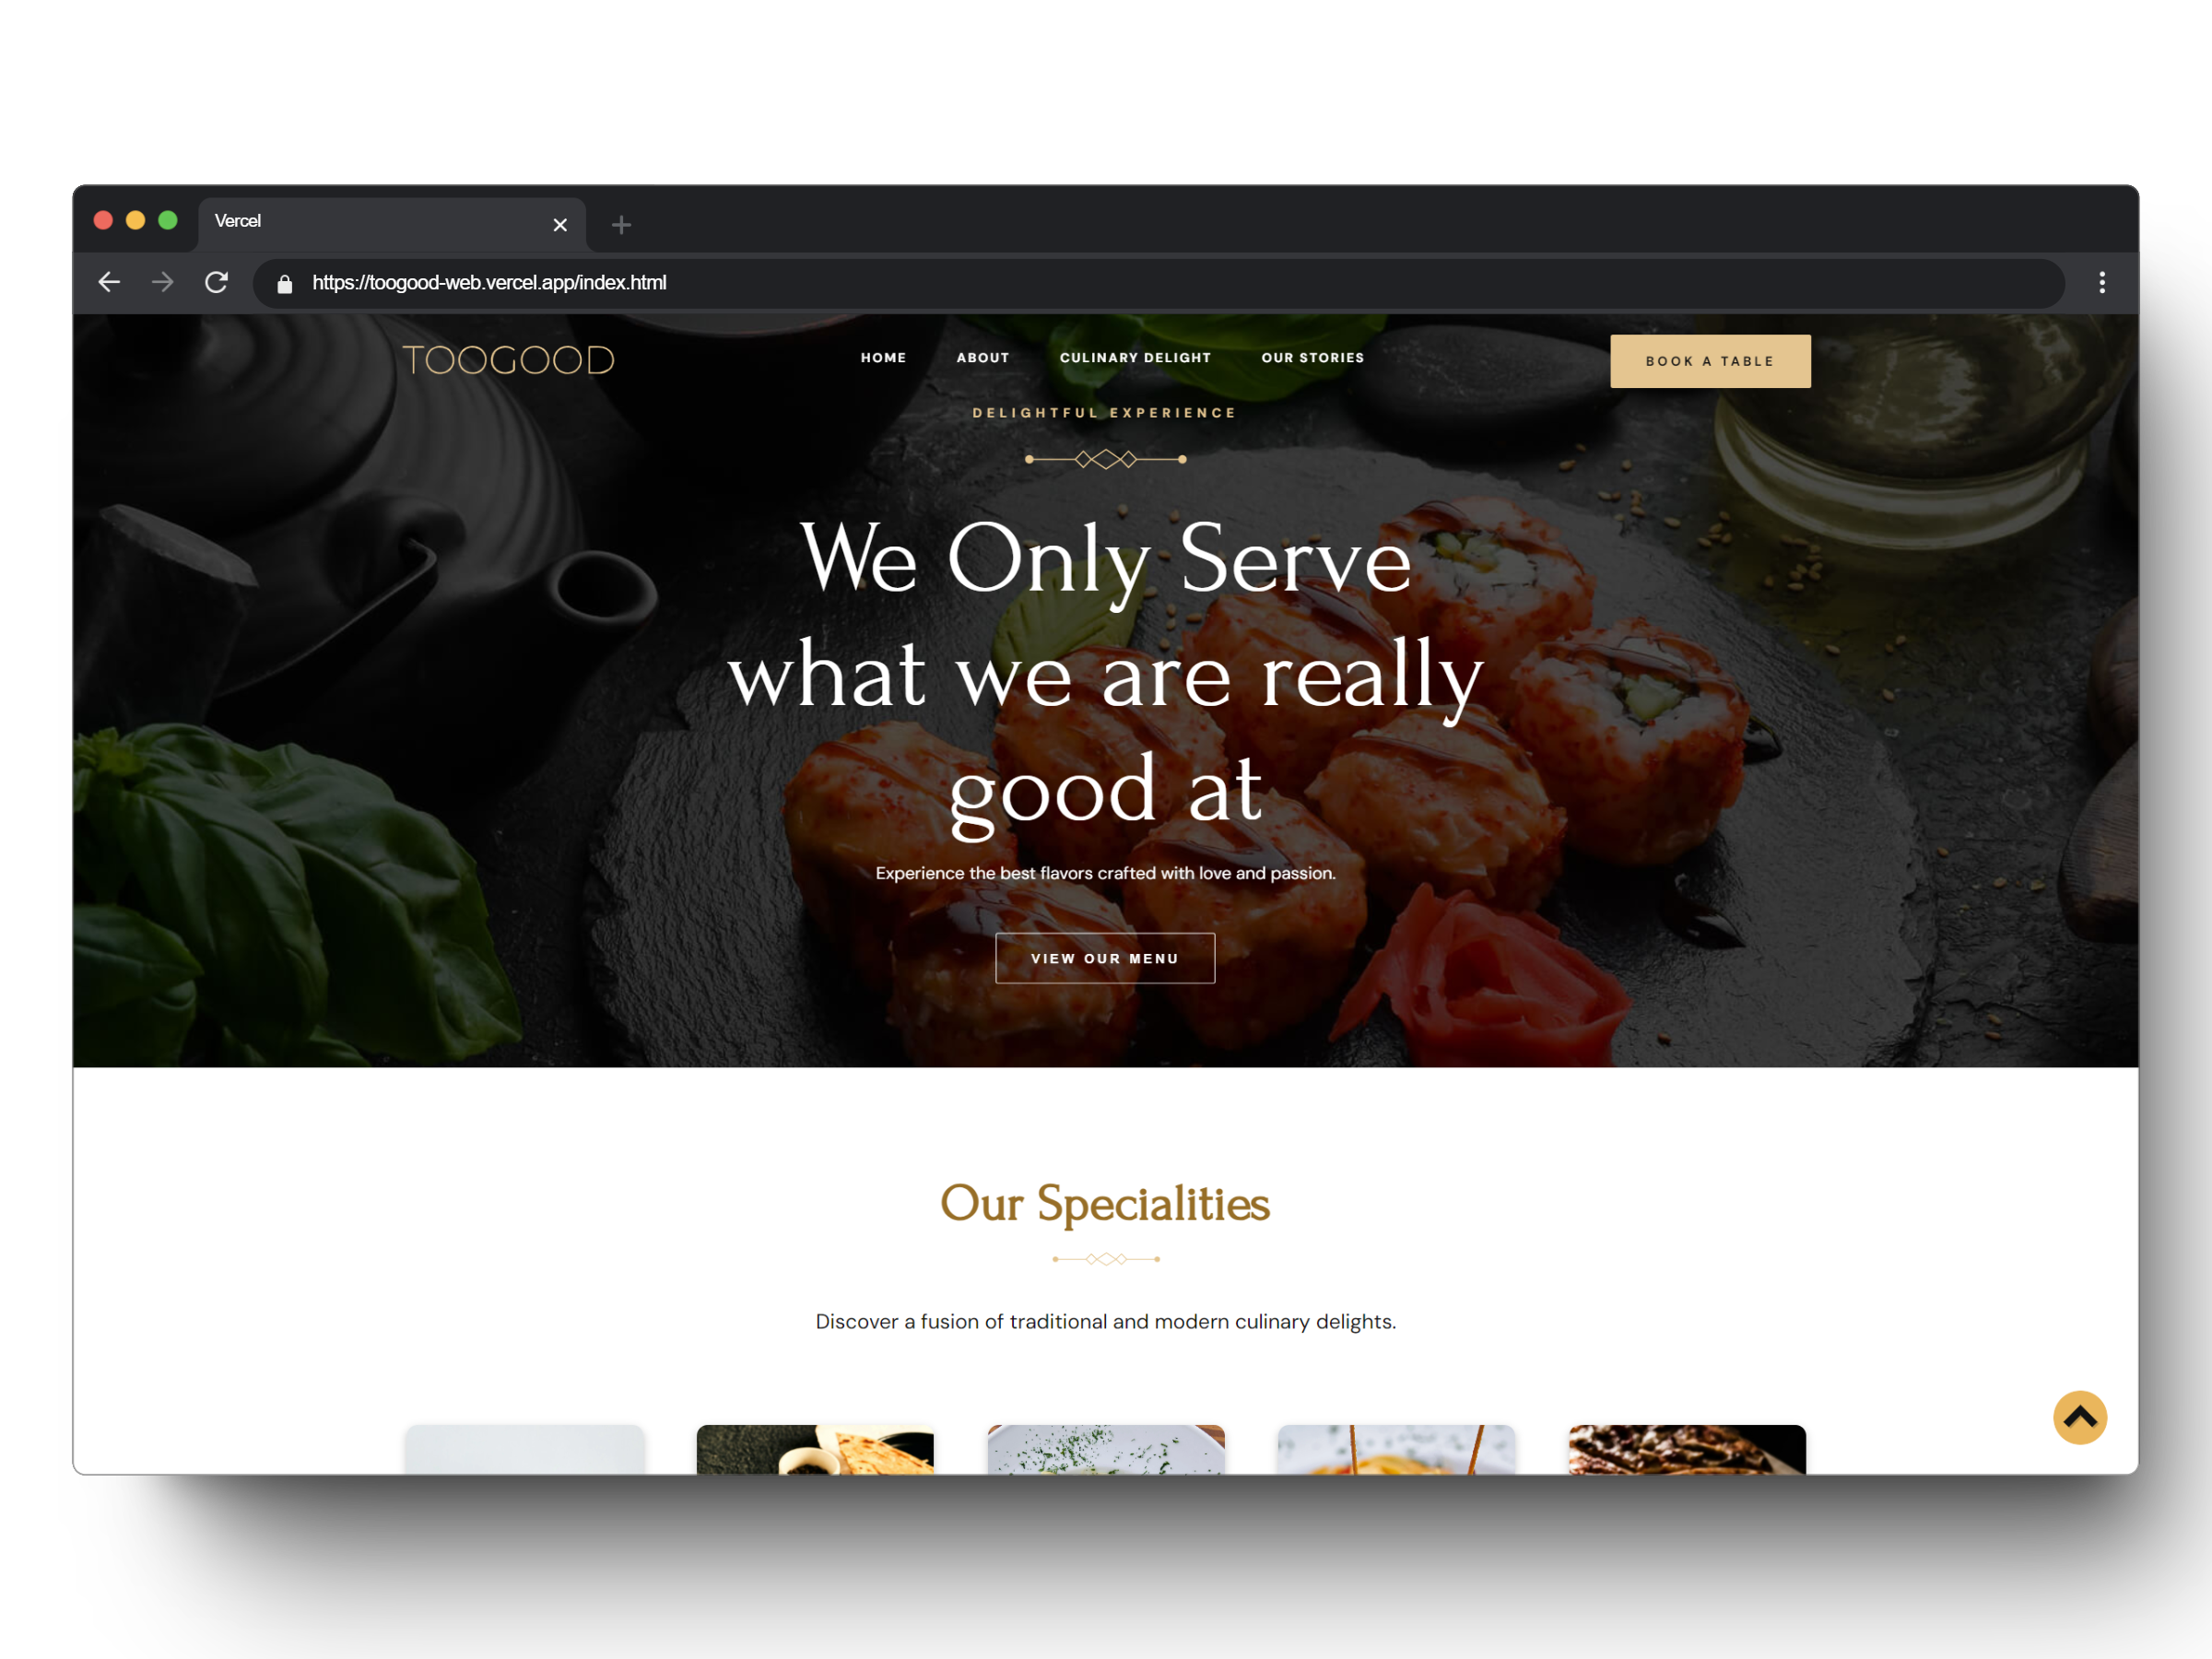 Vercel
https://toogood-web.vercel.app/index.html
TOOGOOD
HOME ABOUT CULINARY DELIGHT OUR STORIES
BOOK A TABLE
DELIGHTFUL EXPERIENCE
We Only Serve
what we are really
good at
Experience the best flavors crafted with love and passion.
VIEW OUR MENU
Our Specialities
Discover a fusion of traditional and modern culinary delights.